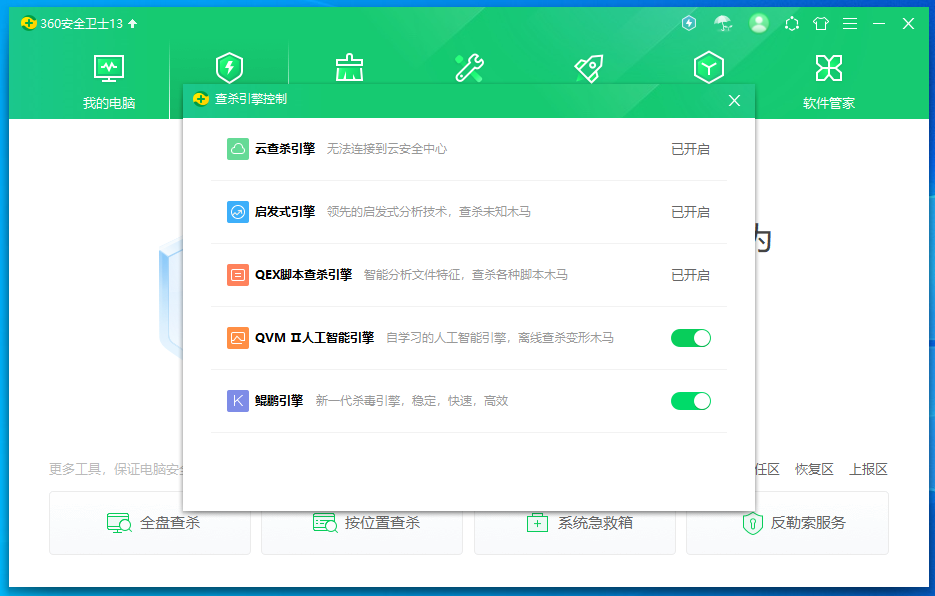 360安全卫士13
我的电脑
软件管家
查杀引擎控制
云查杀引擎 无法连接到云安全中心 已开启
启发式引擎 领先的启发式分析技术，查杀未知木马 已开启
QEX脚本查杀引擎 智能分析文件特征，查杀各种脚本木马 已开启
QVM II人工智能引擎 自学习的人工智能引擎，离线查杀变形木马
鲲鹏引擎 新一代杀毒引擎，稳定，快速，高效
为
更多工具，保证电脑安全 任区 恢复区 上报区
全盘查杀 按位置查杀 系统急救箱 反勒索服务